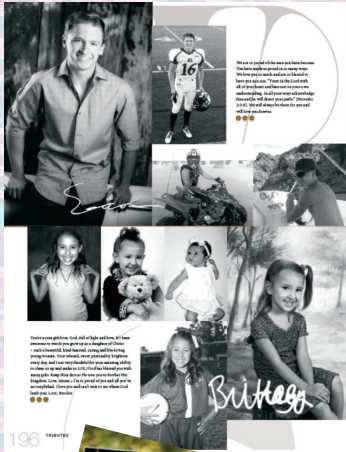 We are so proud of the man you have become.
You have made us proud in so many ways.
We love you so much and are so blessed to
have you as a son. "Trust in the Lord with
all of your heart and lean not on your own
understanding. In all your ways acknowledge
him and he will direct your paths" (Proverbs
3:5-6). We will always be there for you and
will love you forever.
16
You're a true gift from God, full of light and love. It's been
awesome to watch you grow up as a daughter of Christ
– such a beautiful, kind-hearted, caring and life-loving
young woman. Your relaxed, sweet personality brightens
every day, and I am very thankful for your amazing ability
to cheer us up and make us LOL! God has blessed you with
many gifts. Keep Him first as He uses you to further His
kingdom. Love, Mama
I'm so proud of you and all you've
accomplished. I love you and can't wait to see where God
leads you. Love, Brooke
Brittany
196 TRIBUTES